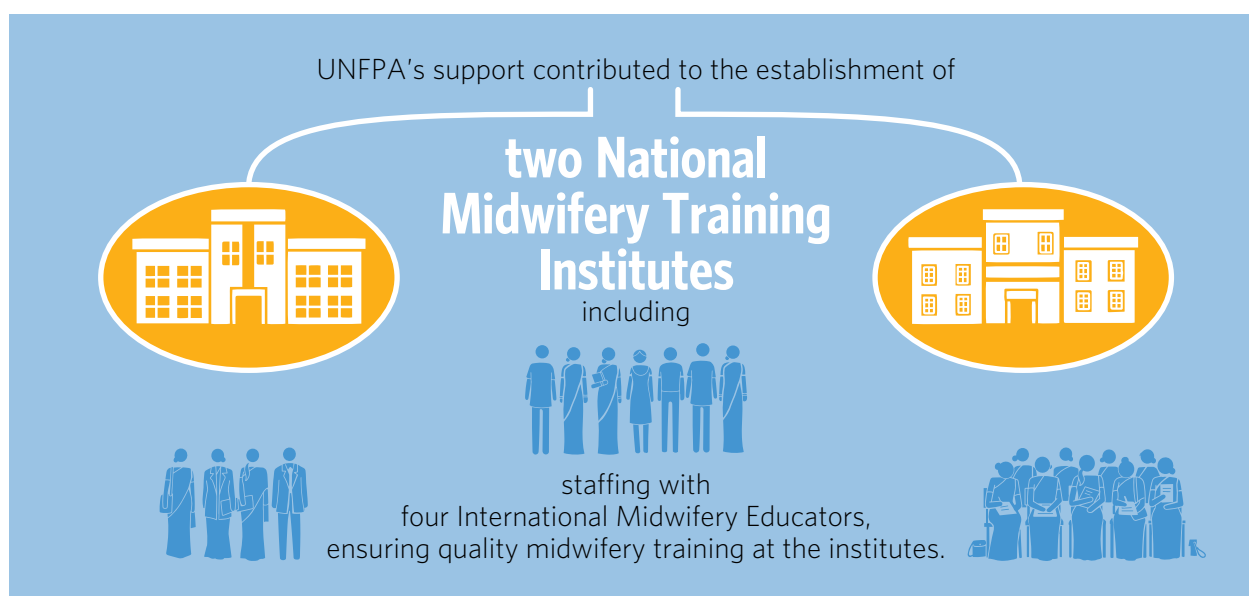 UNFPA’s support contributed to the establishment of
two National
Midwifery Training
Institutes
including
staffing with
four International Midwifery Educators,
ensuring quality midwifery training at the institutes.